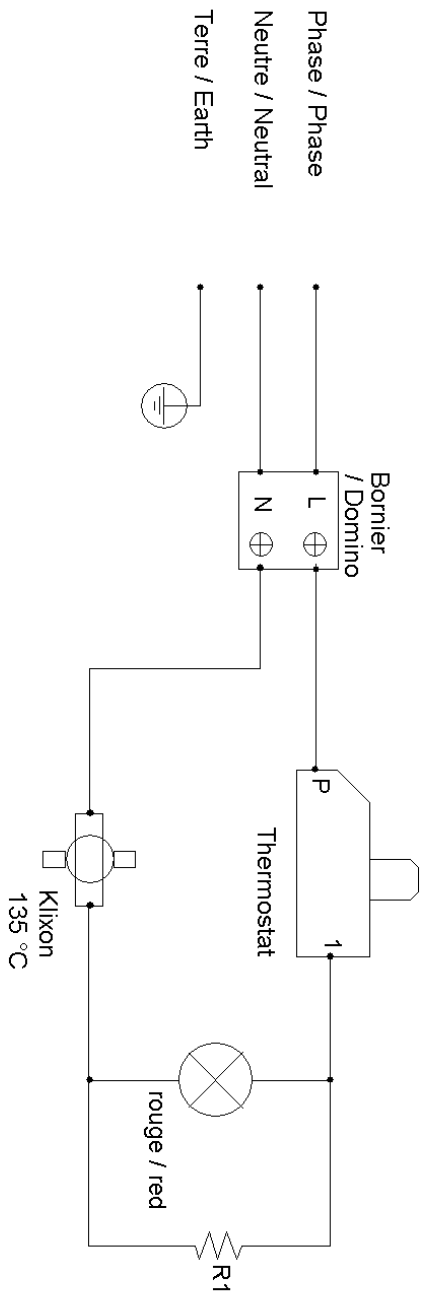 Phase / Phase
Neutre / Neutral
Terre / Earth
Bornier
/ Domino
L
N
P
1
Thermostat
Klixon
135 °C
rouge / red
R1